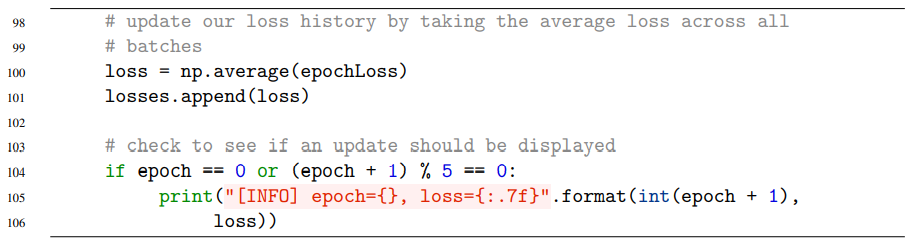 98 # update our loss history by taking the average loss across all
99 # batches
100 loss = np.average(epochLoss)
101 losses.append(loss)
102
103 # check to see if an update should be displayed
104 if epoch == 0 or (epoch + 1) % 5 == 0:
105 print("[INFO] epoch={}, loss={:.7f}".format(int(epoch + 1),
106 loss))